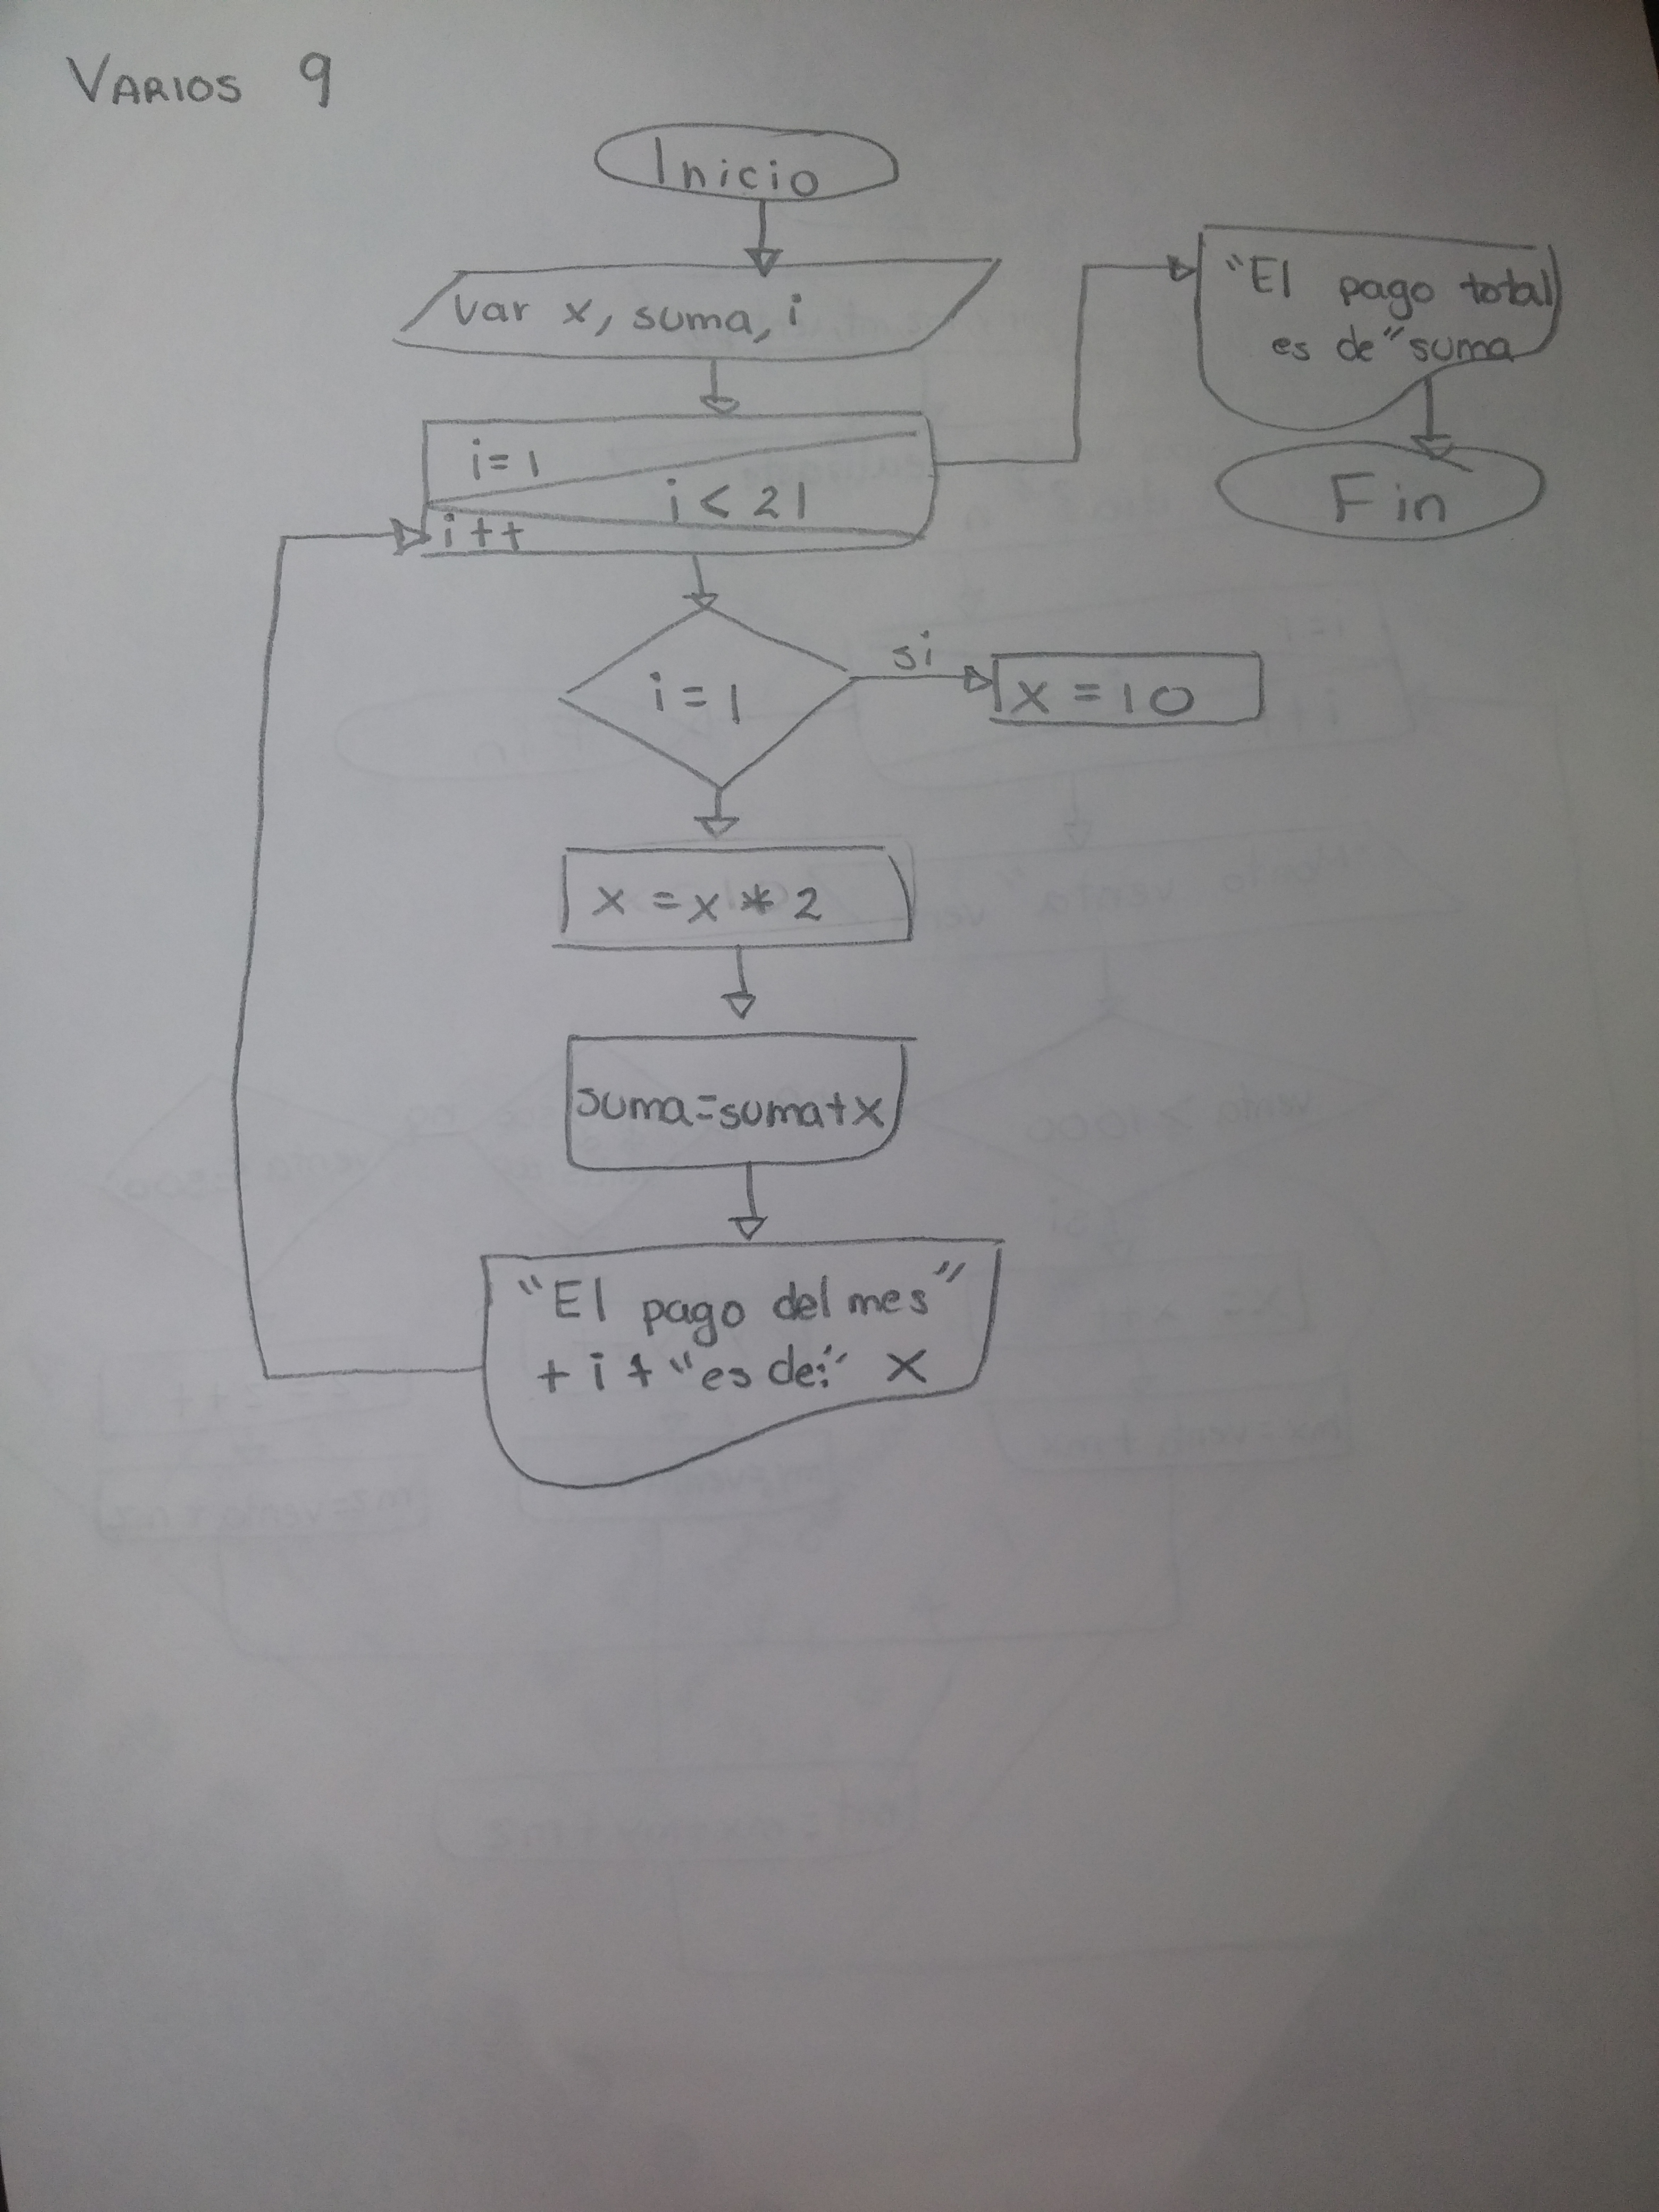 VARIOS 9
Inicio
var x, suma, i
i=1
i < 21
i++
"El pago total
es de" suma
Fin
i=1
si
x = 10
x = x * 2
suma=suma+x
"El pago del mes"
+ i + "es de:" x